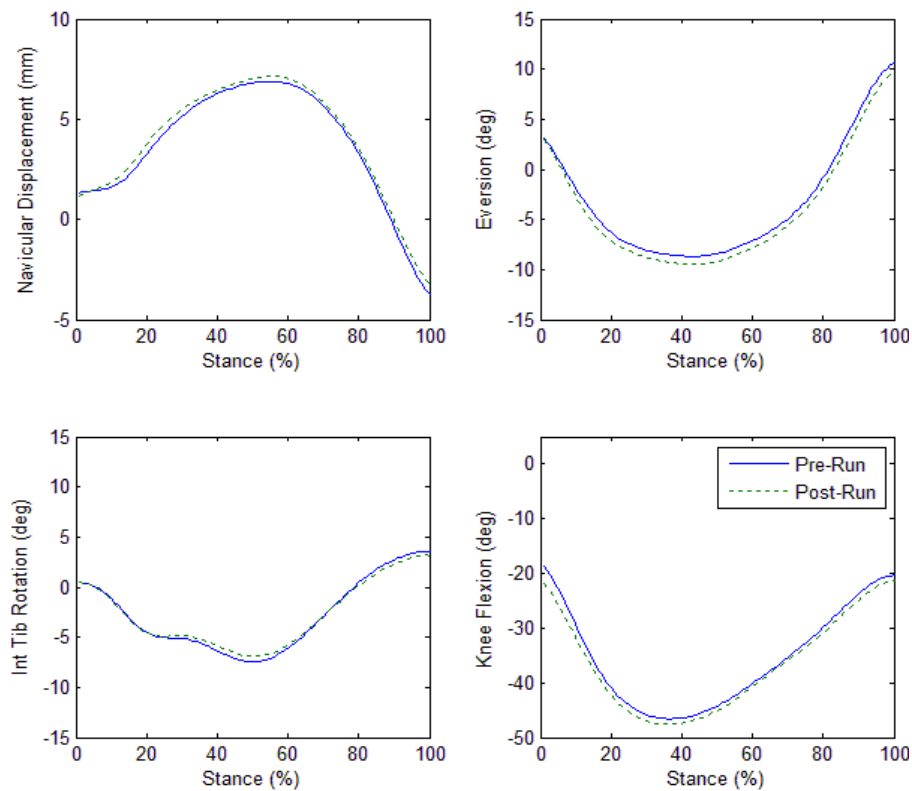 10
5
0
-5
0 20 40 60 80 100
Navicular Displacement (mm)
Stance (%)
15
10
5
0
-5
-10
-15
0 20 40 60 80 100
Eversion (deg)
Stance (%)
15
10
5
0
-5
-10
-15
0 20 40 60 80 100
Int Tib Rotation (deg)
Stance (%)
0
-10
-20
-30
-40
-50
0 20 40 60 80 100
Knee Flexion (deg)
Stance (%)
Pre-Run
Post-Run